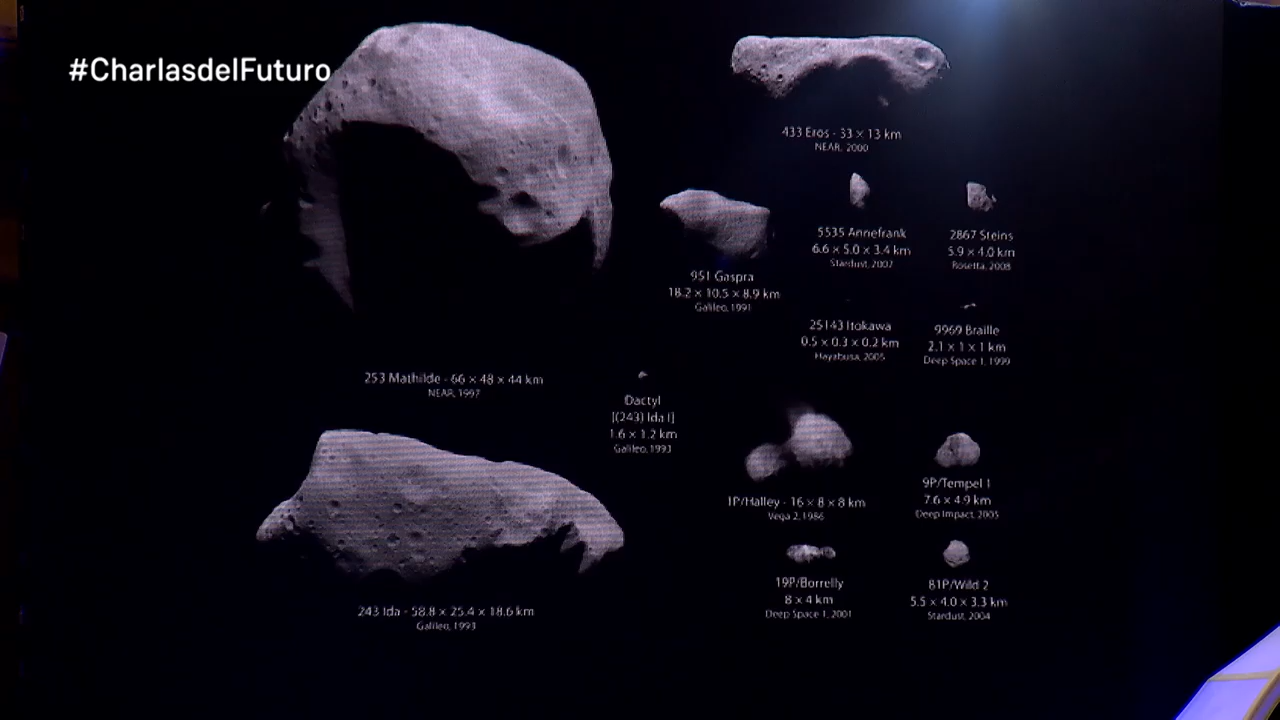 #CharlasdelFuturo
433 Eros - 33 × 13 km
NEAR, 2000
5535 Annefrank
6.6 × 5.0 × 3.4 km
Stardust, 2002
2867 Steins
5.9 × 4.0 km
Rosetta, 2008
951 Gaspra
18.2 × 10.5 × 8.9 km
Galileo, 1991
25143 Itokawa
0.5 × 0.3 × 0.2 km
Hayabusa, 2005
9969 Braille
2.1 × 1 × 1 km
Deep Space 1, 1999
253 Mathilde - 66 × 48 × 44 km
NEAR, 1997
Dactyl
[(243) Ida I]
1.6 × 1.2 km
Galileo, 1993
1P/Halley - 16 × 8 × 8 km
Vega 2, 1986
9P/Tempel 1
7.6 × 4.9 km
Deep Impact, 2005
19P/Borrelly
8 × 4 km
Deep Space 1, 2001
81P/Wild 2
5.5 × 4.0 × 3.3 km
Stardust, 2004
243 Ida - 58.8 × 25.4 × 18.6 km
Galileo, 1993